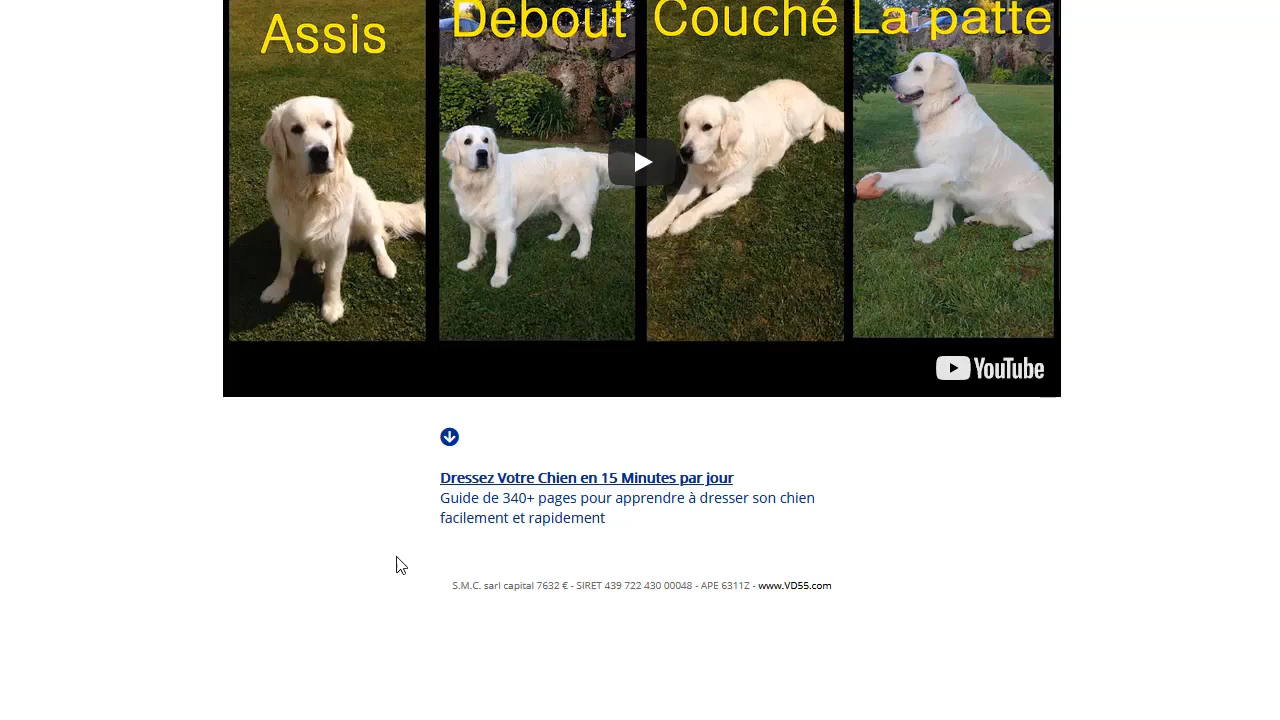 Assis Debout Couché La patte
YouTube
Dressez Votre Chien en 15 Minutes par jour
Guide de 340+ pages pour apprendre à dresser son chien
facilement et rapidement
S.M.C. sarl capital 7632 € - SIRET 439 722 430 00048 - APE 6311Z - www.VD55.com